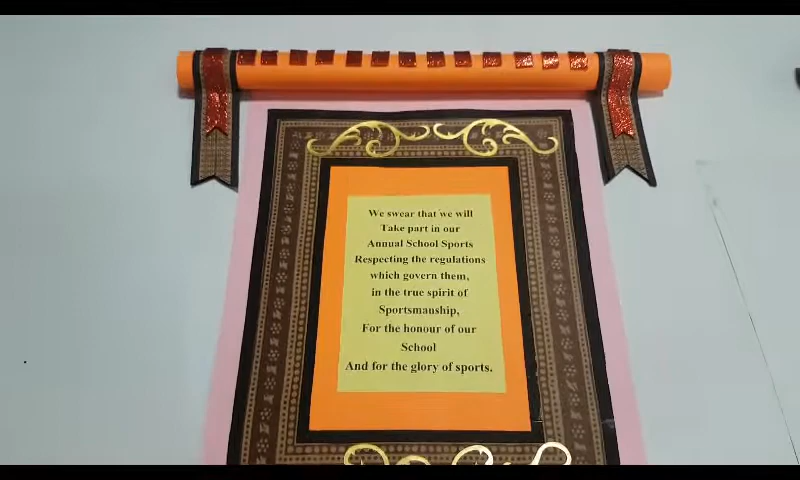 We swear that we will
Take part in our
Annual School Sports
Respecting the regulations
which govern them,
in the true spirit of
Sportsmanship,
For the honour of our
School
And for the glory of sports.